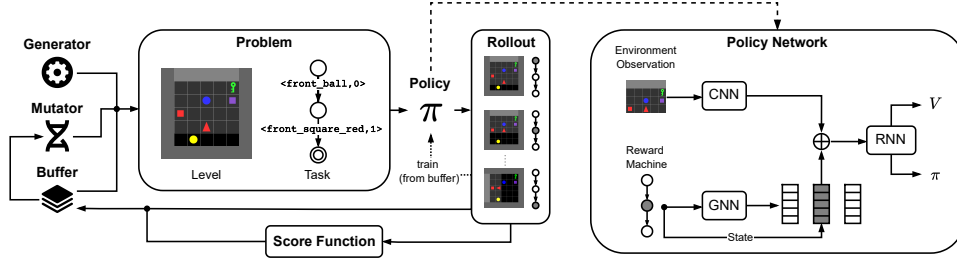 Generator
Mutator
Buffer
Problem
<front_ball,0>
<front_square_red,1>
Level
Task
Policy
π
train
(from buffer)
Rollout
Score Function
Policy Network
Environment
Observation
CNN
Reward
Machine
GNN
State
RNN
V
π